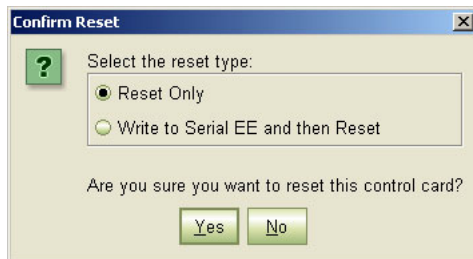 Confirm Reset
?
Select the reset type:
Reset Only
Write to Serial EE and then Reset
Are you sure you want to reset this control card?
Yes No